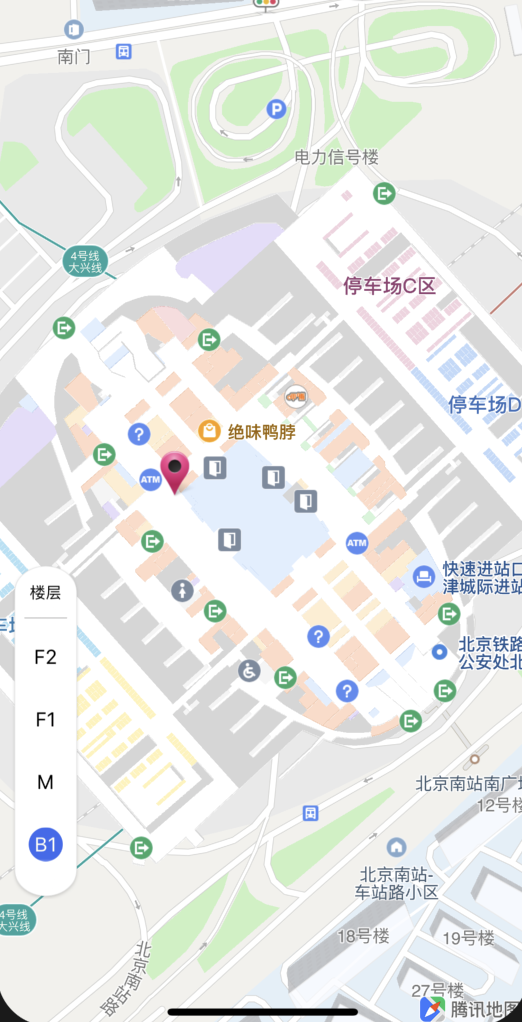 南门
P
电力信号楼
4号线
大兴线
停车场C区
停车场D
?
绝味鸭脖
ATM
ATM
快速进站口
津城际进站
楼层
F2
F1
M
B1
?
北京铁路
公安处北
?
北京南站南广场
12号楼
北京南站-
车站路小区
18号楼
19号楼
4号线
大兴线
北京南站路
27号楼
腾讯地图